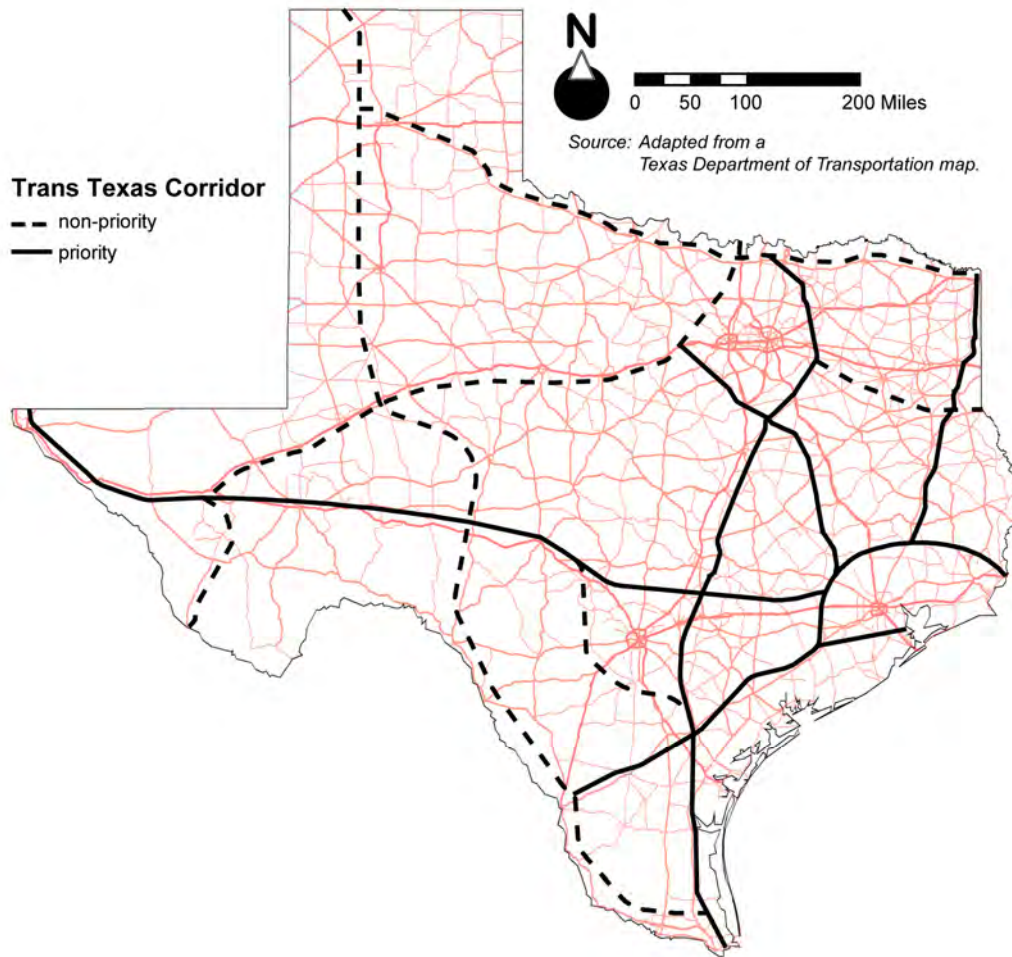 N
0 50 100 200 Miles
Source: Adapted from a
Texas Department of Transportation map.
Trans Texas Corridor
non-priority
priority